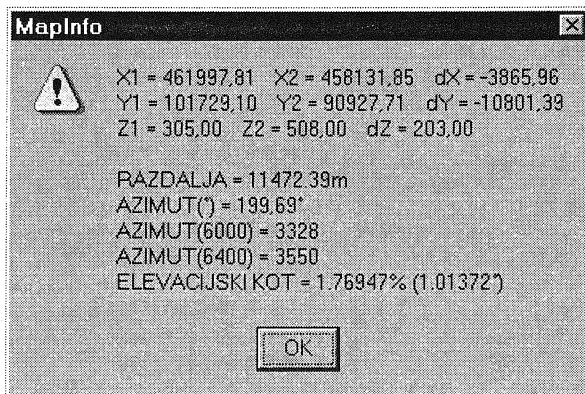 MapInfo
X1 = 461997,81 X2 = 458131,85 dX = -3865,96
Y1 = 101729,10 Y2 = 90927,71 dY = -10801,39
Z1 = 305,00 Z2 = 508,00 dZ = 203,00
RAZDALJA = 11472.39m
AZIMUT(°) = 199.69°
AZIMUT(6000) = 3328
AZIMUT(6400) = 3550
ELEVACIJSKI KOT = 1.76947% (1.01372°)
OK